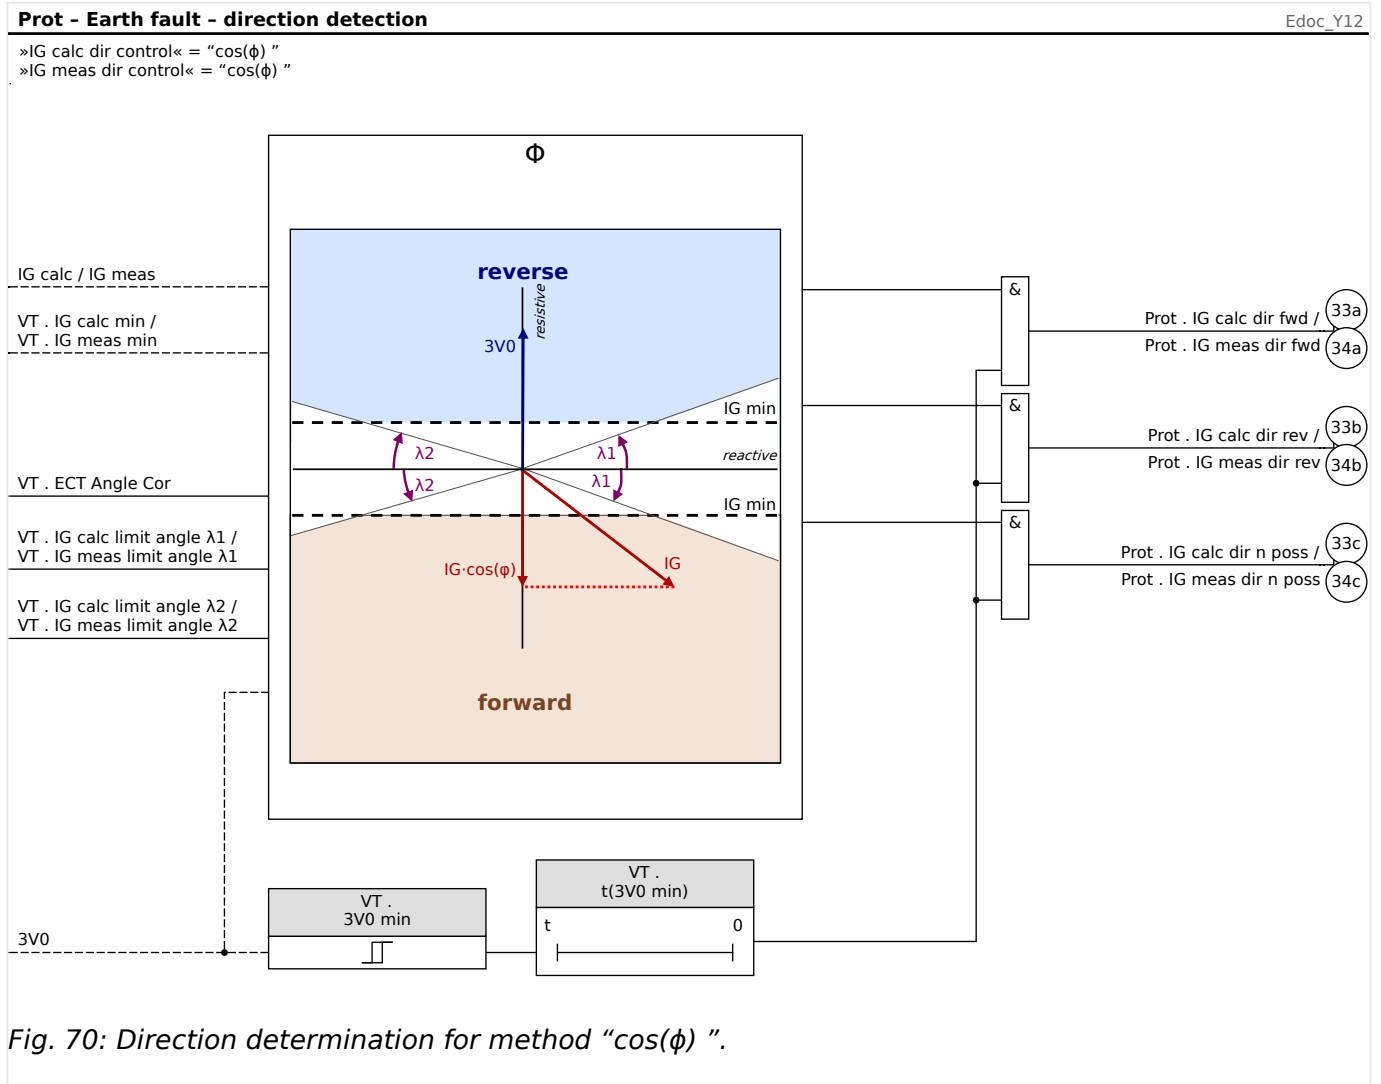 Prot – Earth fault – direction detection
Edoc_Y12
»IG calc dir control« = “cos(ϕ) ”
»IG meas dir control« = “cos(ϕ) ”
Φ
reverse
resistive
3V0
IG min
λ2
λ1
reactive
λ2
λ1
IG min
IG·cos(φ)
IG
forward
IG calc / IG meas
VT . IG calc min /
VT . IG meas min
VT . ECT Angle Cor
VT . IG calc limit angle λ1 /
VT . IG meas limit angle λ1
VT . IG calc limit angle λ2 /
VT . IG meas limit angle λ2
3V0
VT .
3V0 min
VT .
t(3V0 min)
t
0
&
Prot . IG calc dir fwd /
33a
Prot . IG meas dir fwd
34a
&
Prot . IG calc dir rev /
33b
Prot . IG meas dir rev
34b
&
Prot . IG calc dir n poss /
33c
Prot . IG meas dir n poss
34c
Fig. 70: Direction determination for method “cos(ϕ) ”.